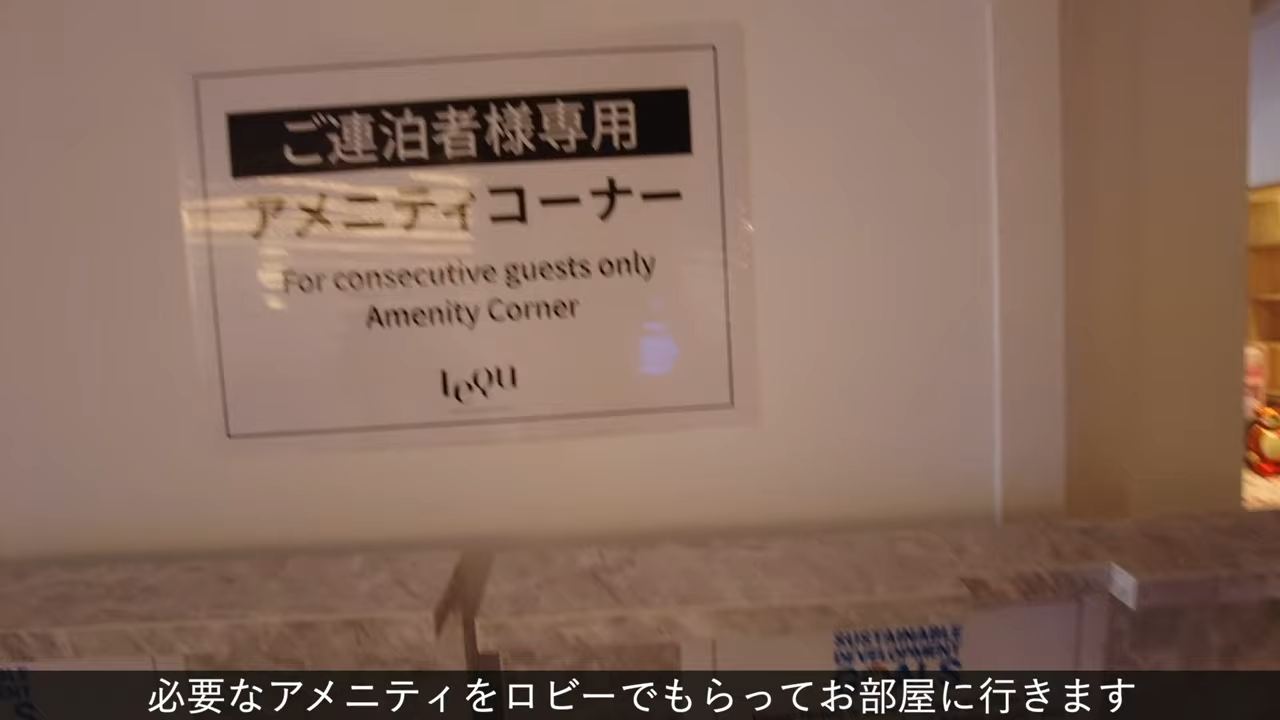 ご連泊者様専用
アメニティコーナー
For consecutive guests only
Amenity Corner
LeQu
SUSTAINABLE
DEVELOPMENT
GOALS
必要なアメニティをロビーでもらってお部屋に行きます